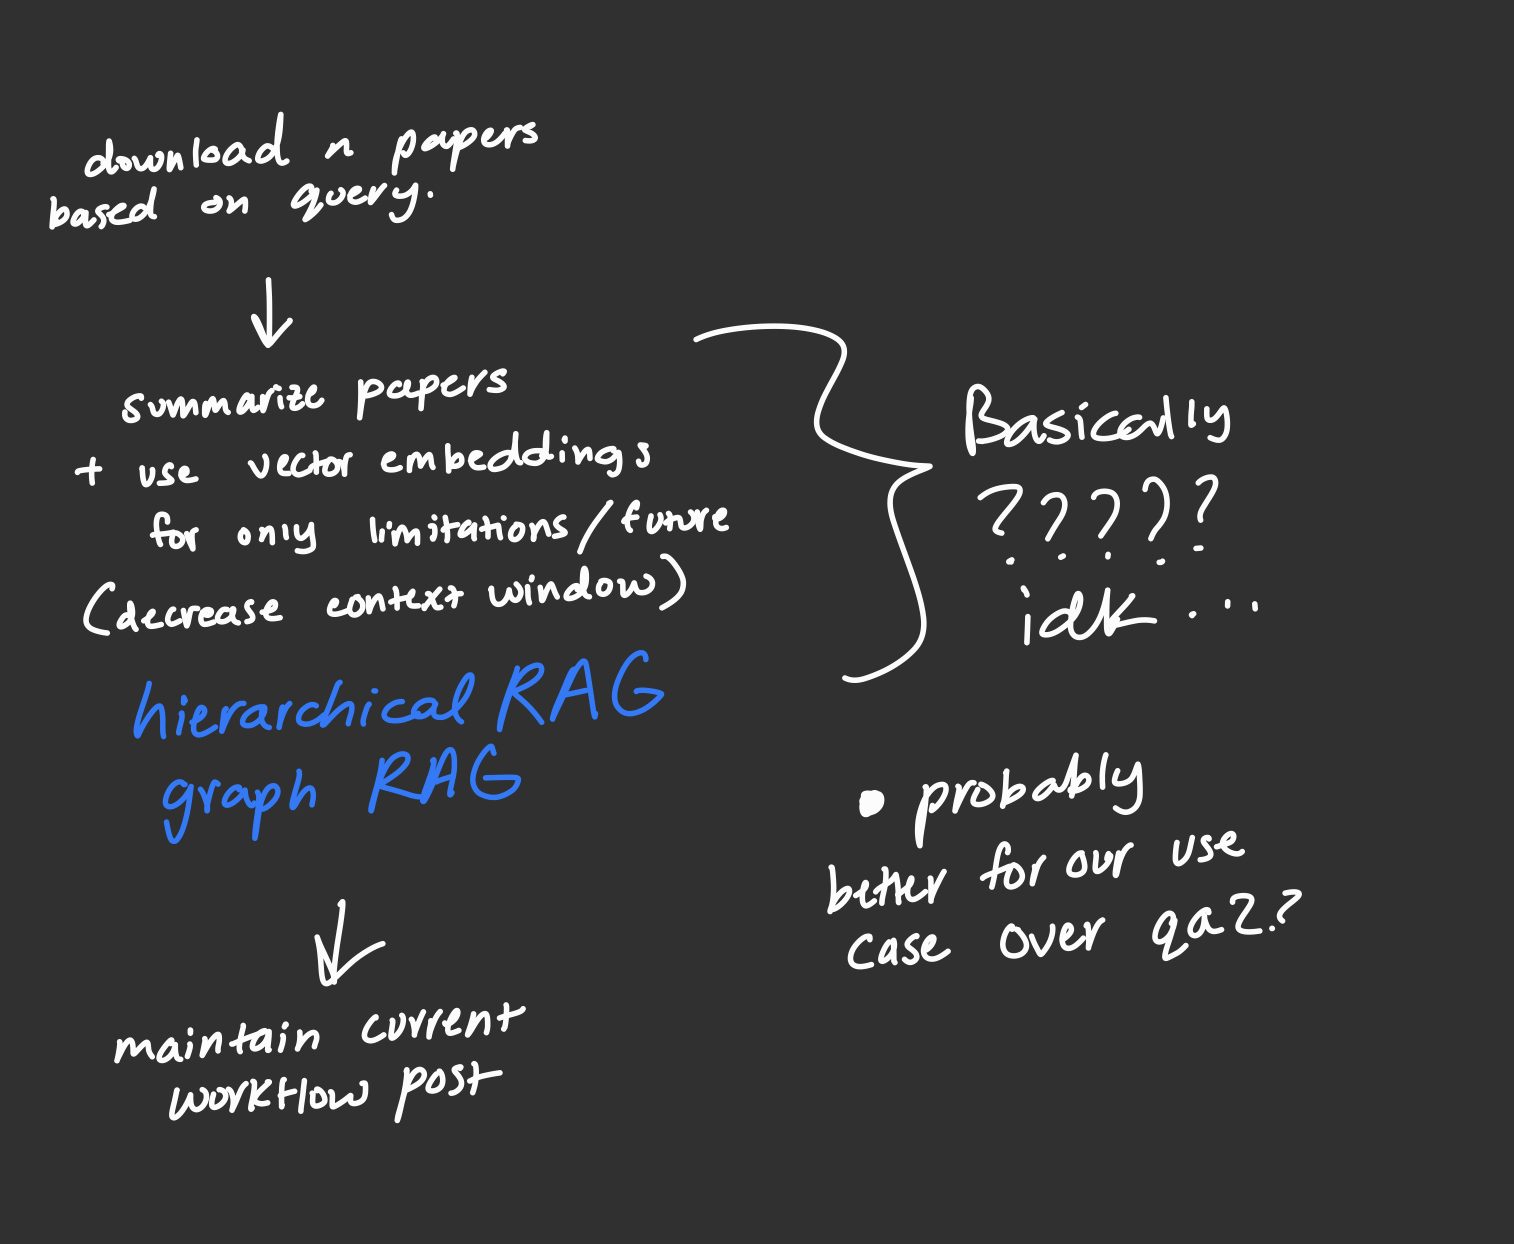 download n papers
based on query.
summarize papers
+ use vector embeddings
for only limitations/future
(decrease context window)
hierarchical RAG
graph RAG
maintain current
workflow post
Basically
?????
idk...
• probably
better for our use
case over qa2.?